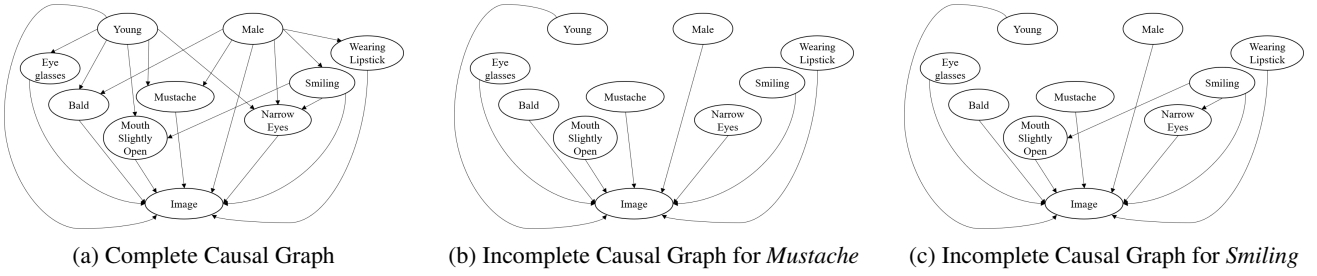 Young
Male
Wearing
Lipstick
Eye
glasses
Smiling
Bald
Mustache
Narrow
Eyes
Mouth
Slightly
Open
Image
(a) Complete Causal Graph
Young
Male
Wearing
Lipstick
Eye
glasses
Smiling
Bald
Mustache
Narrow
Eyes
Mouth
Slightly
Open
Image
(b) Incomplete Causal Graph for Mustache
Young
Male
Wearing
Lipstick
Eye
glasses
Smiling
Bald
Mustache
Narrow
Eyes
Mouth
Slightly
Open
Image
(c) Incomplete Causal Graph for Smiling